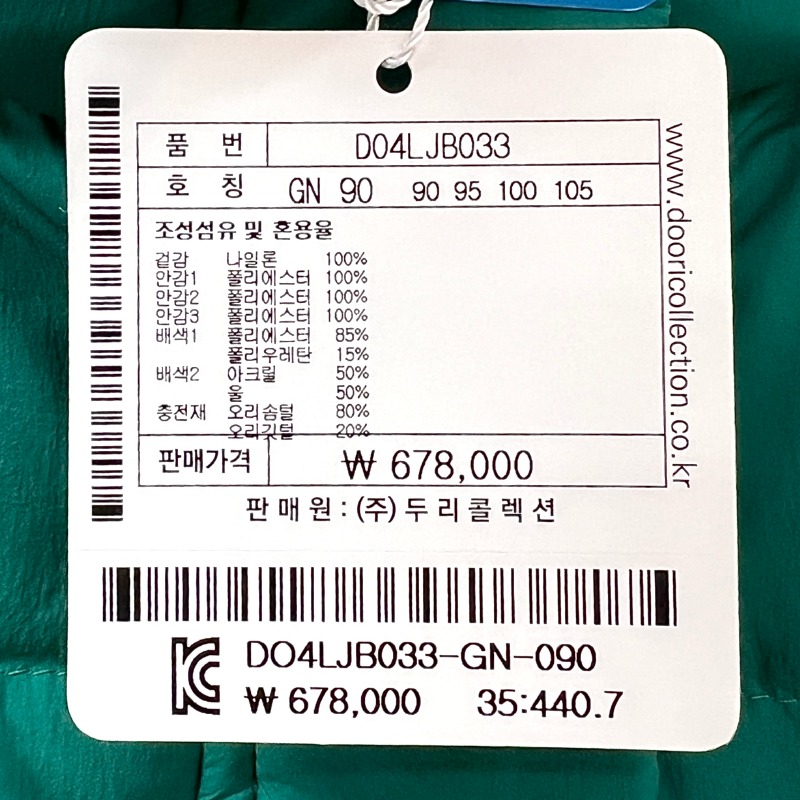 품 번 DO4LJB033
호 칭 GN 90 90 95 100 105
조성섬유 및 혼용율
겉감 나일론 100%
안감1 폴리에스터 100%
안감2 폴리에스터 100%
안감3 폴리에스터 100%
배색1 폴리에스터 85%
폴리우레탄 15%
배색2 아크릴 50%
울 50%
충전재 오리솜털 80%
오리깃털 20%
판매가격 ₩ 678,000
판매원 : (주)두리콜렉션
www.dooricollection.co.kr
KC DO4LJB033-GN-090
₩ 678,000 35:440.7